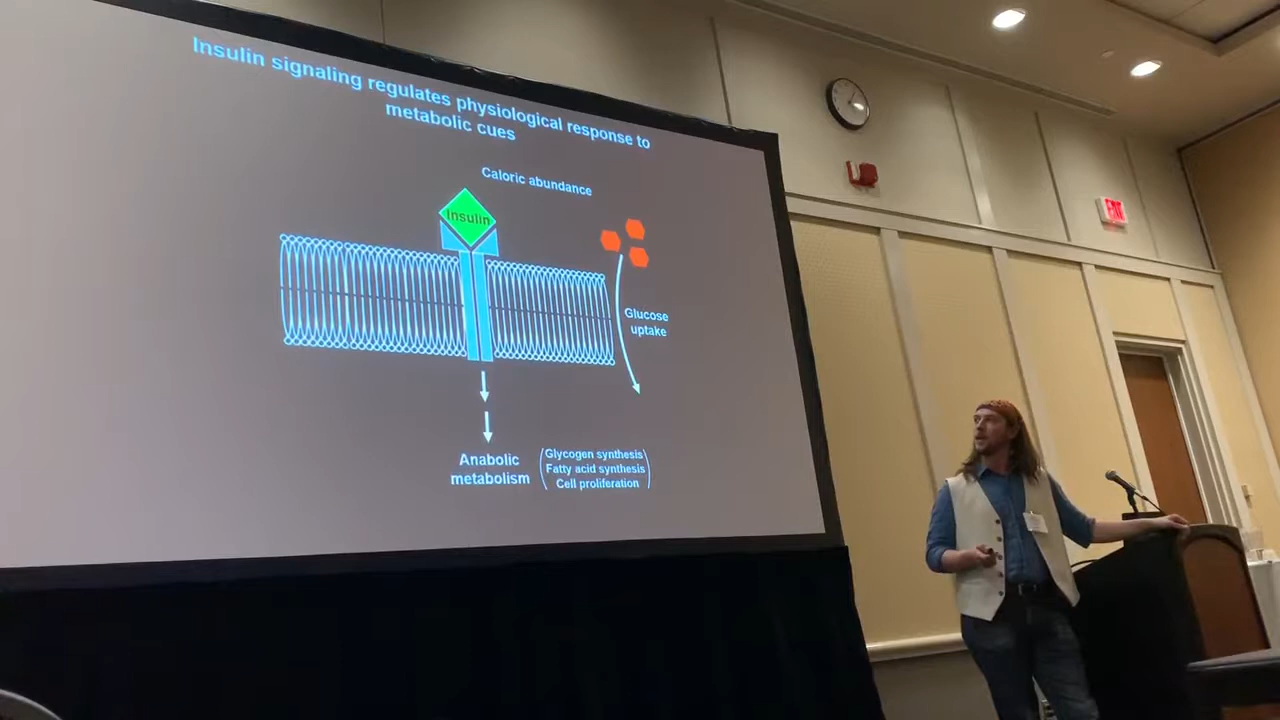 Insulin signaling regulates physiological response to
metabolic cues
Caloric abundance
Insulin
Glucose
uptake
Anabolic
metabolism
Glycogen synthesis
Fatty acid synthesis
Cell proliferation
EXIT